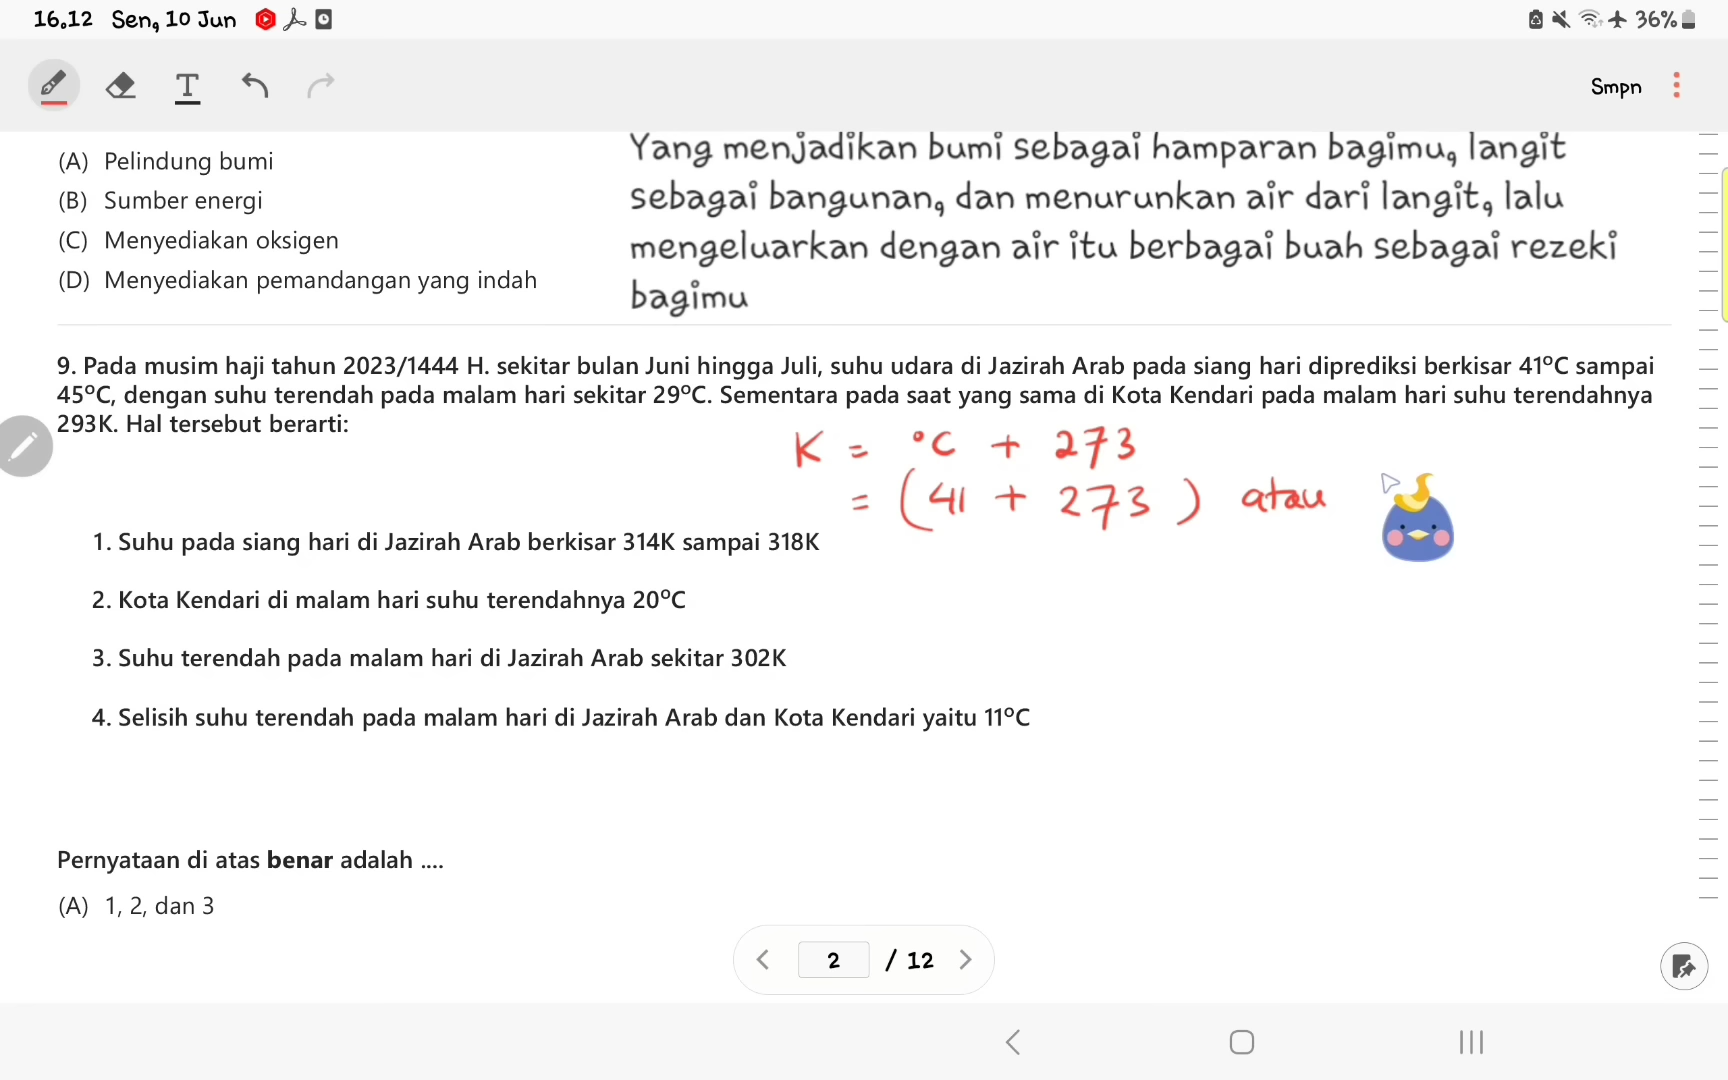 16.12 Sen, 10 Jun
36%
T
Smpn
(A) Pelindung bumi
(B) Sumber energi
(C) Menyediakan oksigen
(D) Menyediakan pemandangan yang indah
Yang menjadikan bumi sebagai hamparan bagimu, langit
sebagai bangunan, dan menurunkan air dari langit, lalu
mengeluarkan dengan air itu berbagai buah sebagai rezeki
bagimu
9. Pada musim haji tahun 2023/1444 H. sekitar bulan Juni hingga Juli, suhu udara di Jazirah Arab pada siang hari diprediksi berkisar 41°C sampai
45°C, dengan suhu terendah pada malam hari sekitar 29°C. Sementara pada saat yang sama di Kota Kendari pada malam hari suhu terendahnya
293K. Hal tersebut berarti:
K = °C + 273
= (41 + 273) atau
1. Suhu pada siang hari di Jazirah Arab berkisar 314K sampai 318K
2. Kota Kendari di malam hari suhu terendahnya 20°C
3. Suhu terendah pada malam hari di Jazirah Arab sekitar 302K
4. Selisih suhu terendah pada malam hari di Jazirah Arab dan Kota Kendari yaitu 11°C
Pernyataan di atas benar adalah ....
(A) 1, 2, dan 3
2 / 12